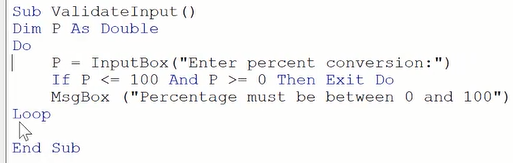 Sub ValidateInput()
Dim P As Double
Do
P = InputBox("Enter percent conversion:")
If P <= 100 And P >= 0 Then Exit Do
MsgBox ("Percentage must be between 0 and 100")
Loop
End Sub